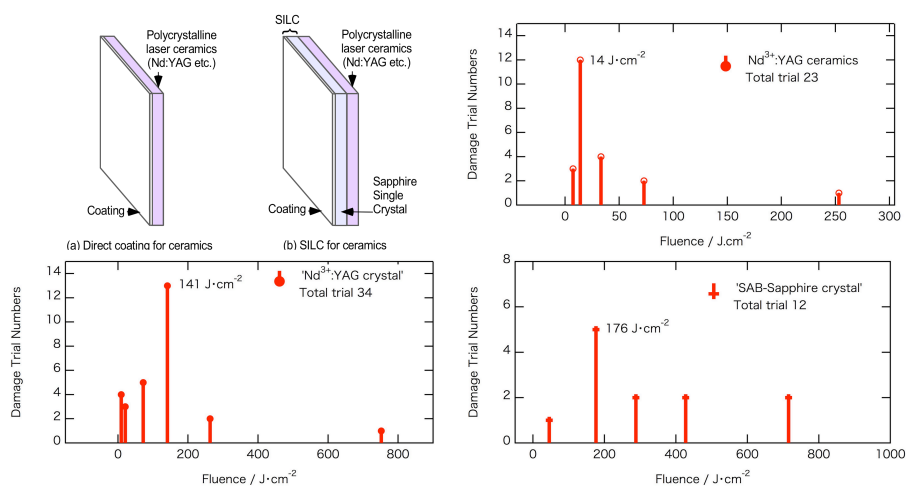 SILC
Polycrystalline
laser ceramics
(Nd:YAG etc.)
Polycrystalline
laser ceramics
(Nd:YAG etc.)
Sapphire
Single
Crystal
Coating
Coating
(a) Direct coating for ceramics
(b) SILC for ceramics
Damage Trial Numbers
14
12
10
8
6
4
2
0
14 J·cm-2
Nd3+:YAG ceramics
Total trial 23
0
50
100
150
200
250
300
Fluence / J.cm-2
Damage Trial Numbers
14
12
10
8
6
4
2
0
141 J·cm-2
'Nd3+:YAG crystal'
Total trial 34
0
200
400
600
800
Fluence / J·cm-2
Damage Trial Numbers
8
6
4
2
0
176 J·cm-2
'SAB-Sapphire crystal'
Total trial 12
0
200
400
600
800
1000
Fluence / J·cm-2